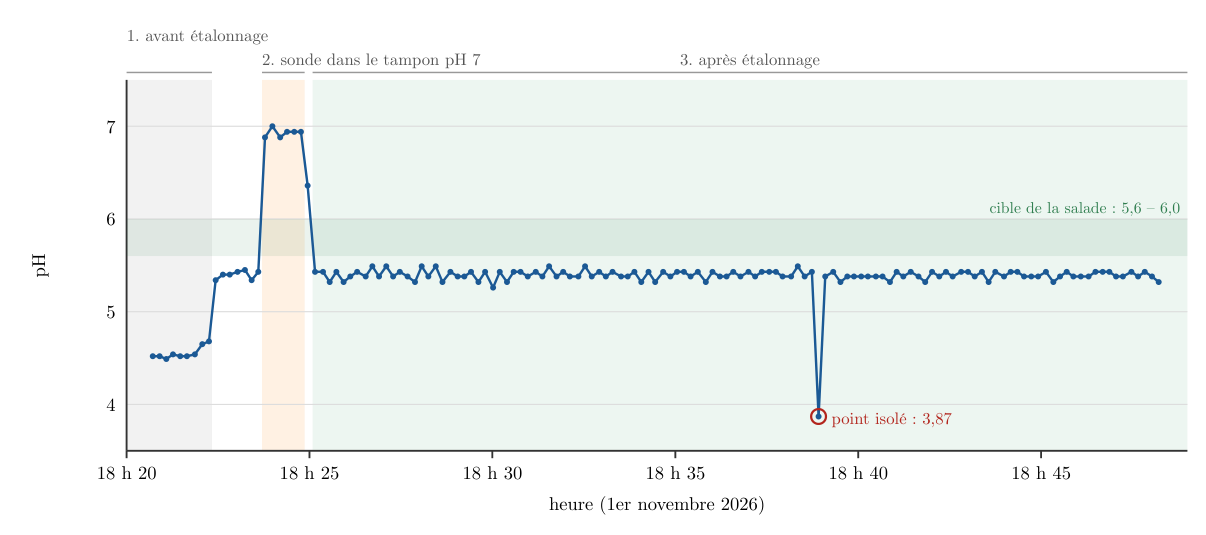 1. avant étalonnage
2. sonde dans le tampon pH 7
3. après étalonnage
7
6
5
4
pH
cible de la salade : 5,6 – 6,0
point isolé : 3,87
18 h 20
18 h 25
18 h 30
18 h 35
18 h 40
18 h 45
heure (1er novembre 2026)